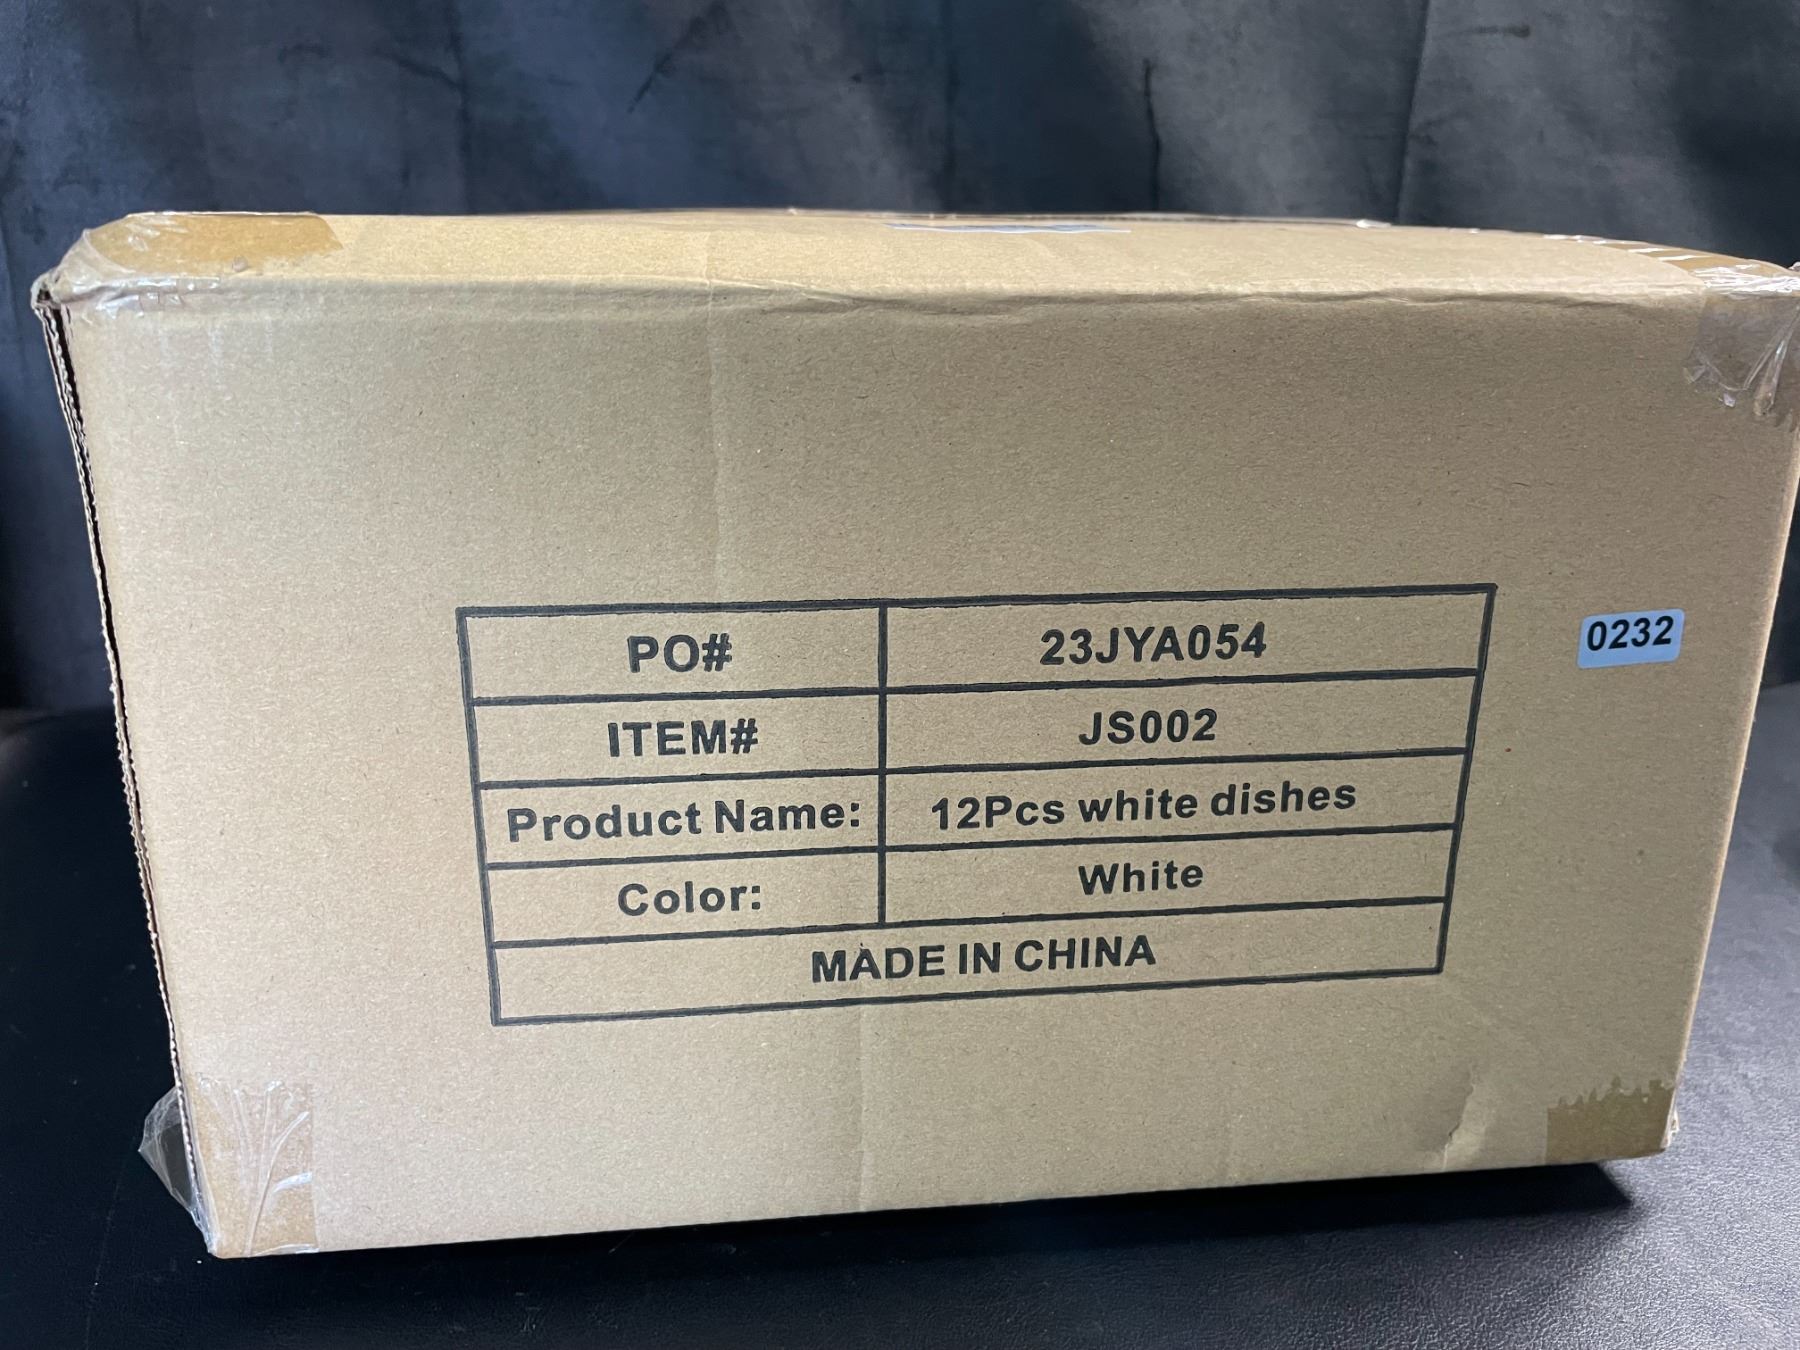 PO# 23JYA054
0232
ITEM# JS002
Product Name: 12Pcs white dishes
Color: White
MADE IN CHINA